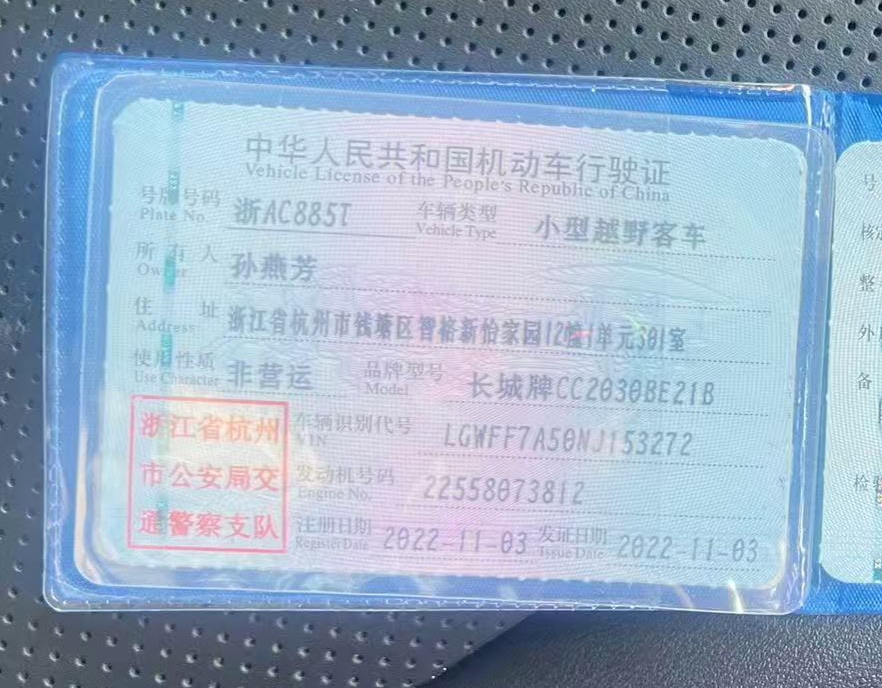 中华人民共和国机动车行驶证
Vehicle License of the People's Republic of China
号牌号码 浙AC885T 车辆类型 小型越野客车
Plate No. Vehicle Type
所有人 孙燕芳
Owner
住址 浙江省杭州市钱塘区智格新怡家园12幢1单元301室
Address
使用性质 非营运 品牌型号 长城牌CC2030BE21B
Use Character Model
浙江省杭州
市公安局交
通警察支队
车辆识别代号 LGWFF7A50NJ153272
VIN
发动机号码 22558073812
Engine No.
注册日期 2022-11-03 发证日期 2022-11-03
Register Date Issue Date
号
核定
整
外
备
检验